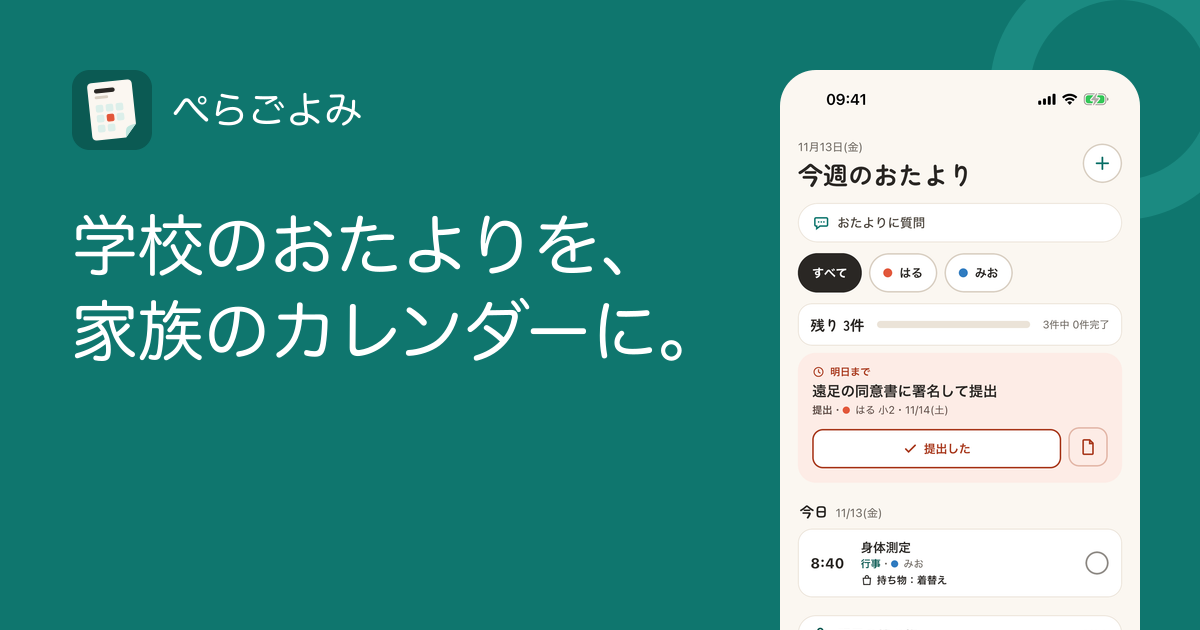 ぺらごよみ
学校のおたよりを、
家族のカレンダーに。
09:41
11月13日(金)
今週のおたより
おたよりに質問
すべて
はる
みお
残り 3件
3件中 0件完了
明日まで
遠足の同意書に署名して提出
提出・はる 小2・11/14(土)
提出した
今日 11/13(金)
8:40
身体測定
行事・みお
持ち物：着替え